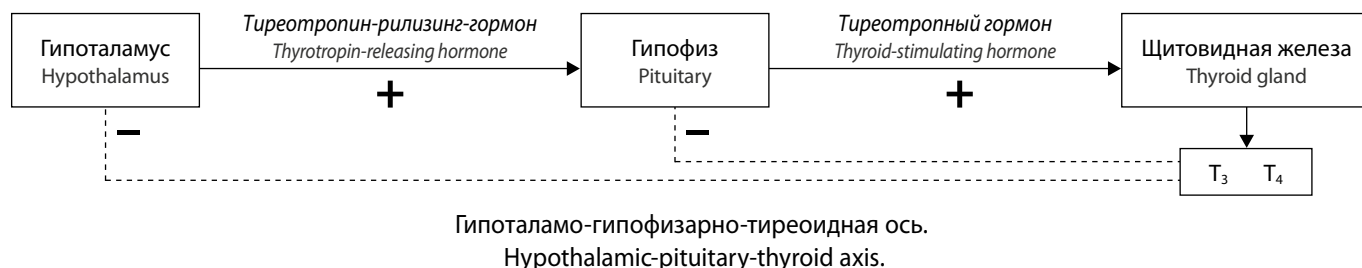 Гипоталамус
Hypothalamus
Тиреотропин-рилизинг-гормон
Thyrotropin-releasing hormone
+
Гипофиз
Pituitary
Тиреотропный гормон
Thyroid-stimulating hormone
+
Щитовидная железа
Thyroid gland
–
–
T₃ T₄
Гипоталамо-гипофизарно-тиреоидная ось.
Hypothalamic-pituitary-thyroid axis.